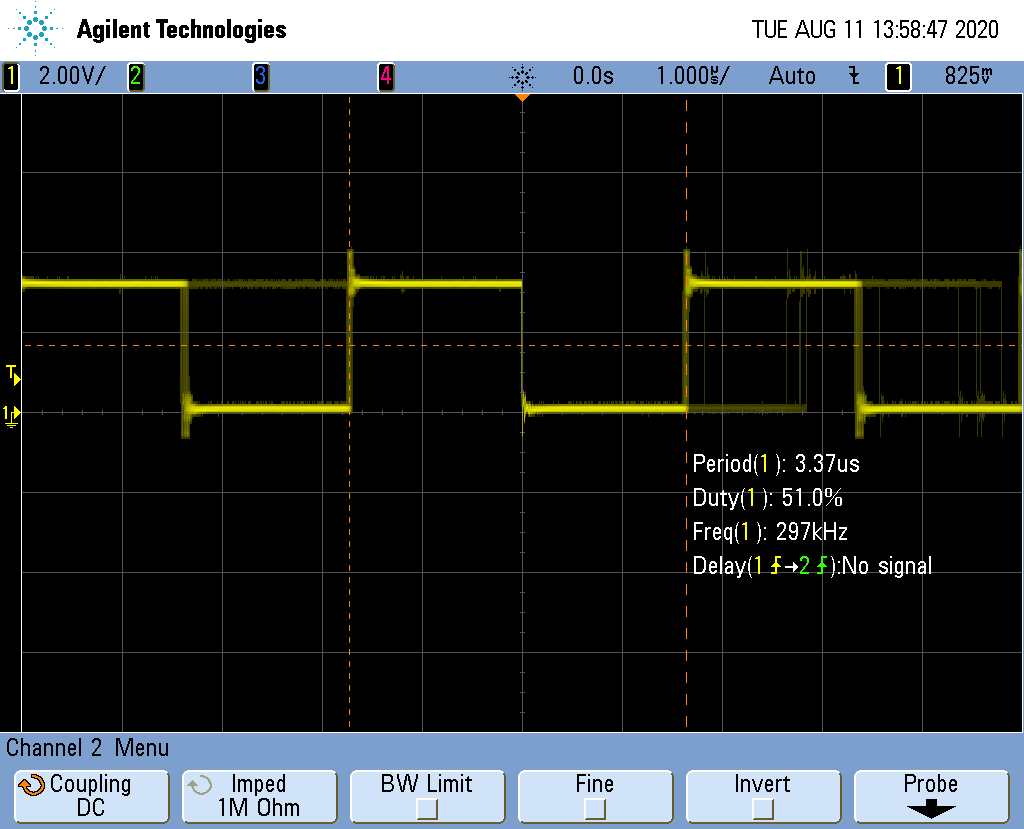 Agilent Technologies
TUE AUG 11 13:58:47 2020
1 2.00V/ 2 3 4 0.0s 1.000µs/ Auto 1 825mV
T
1
Period(1): 3.37us
Duty(1): 51.0%
Freq(1): 297kHz
Delay(1→2):No signal
Channel 2 Menu
Coupling
DC
Imped
1M Ohm
BW Limit
Fine
Invert
Probe